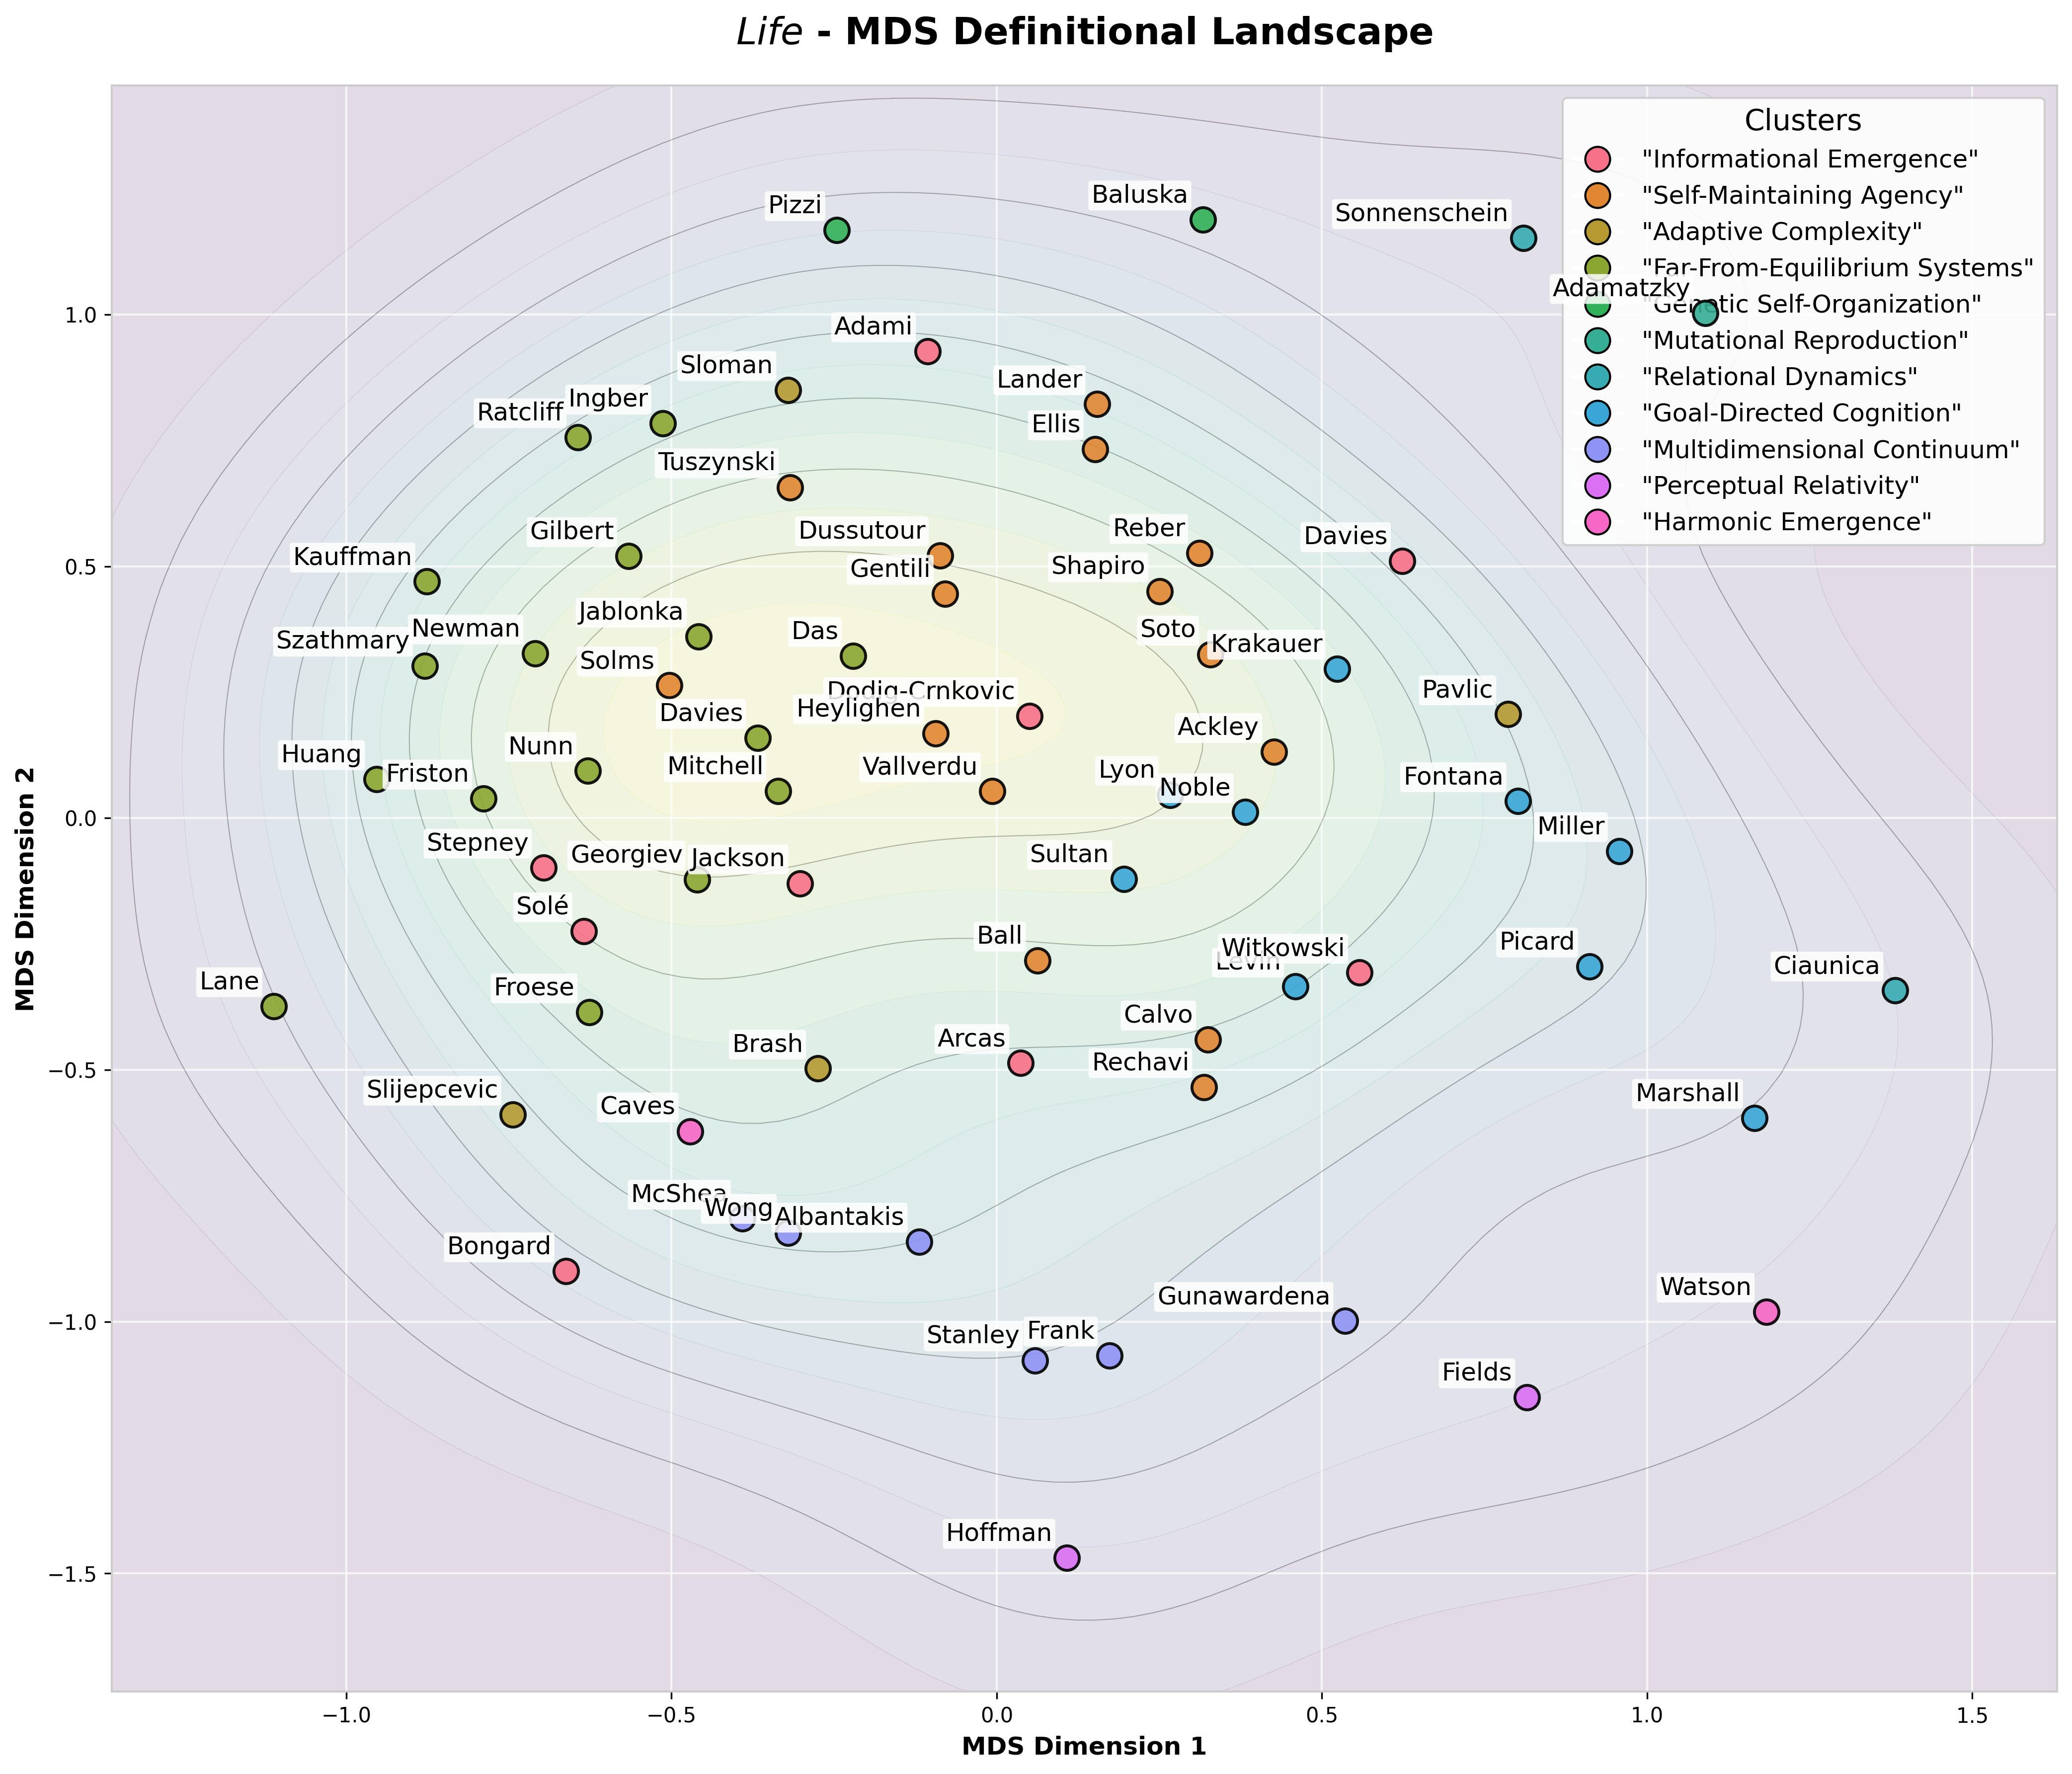 Life - MDS Definitional Landscape
Clusters
"Informational Emergence"
"Self-Maintaining Agency"
"Adaptive Complexity"
"Far-From-Equilibrium Systems"
"Genetic Self-Organization"
"Mutational Reproduction"
"Relational Dynamics"
"Goal-Directed Cognition"
"Multidimensional Continuum"
"Perceptual Relativity"
"Harmonic Emergence"
Pizzi
Baluska
Sonnenschein
Adamatzky
Adami
Sloman
Lander
Ingber
Ratcliff
Ellis
Tuszynski
Gilbert
Dussutour
Reber
Davies
Kauffman
Gentili
Shapiro
Jablonka
Szathmary
Newman
Das
Soto
Krakauer
Solms
Dodig-Crnkovic
Pavlic
Davies
Heylighen
Ackley
Huang
Friston
Nunn
Mitchell
Vallverdu
Lyon
Noble
Fontana
Miller
Stepney
Georgiev
Jackson
Sultan
Solé
Ball
Witkowski
Levin
Picard
Ciaunica
Lane
Froese
Calvo
Brash
Arcas
Rechavi
Slijepcevic
Caves
Marshall
McShea
Wong
Albantakis
Bongard
Gunawardena
Watson
Stanley
Frank
Fields
Hoffman
1.0
0.5
0.0
−0.5
−1.0
−1.5
MDS Dimension 2
−1.0
−0.5
0.0
0.5
1.0
1.5
MDS Dimension 1